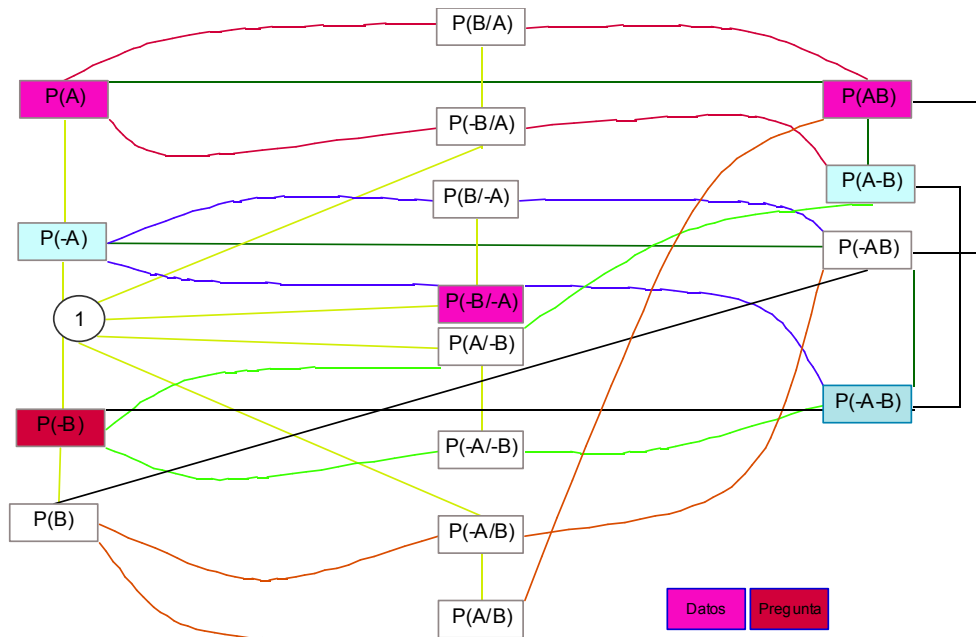 P(B/A)
P(A)
P(AB)
P(-B/A)
P(A-B)
P(B/-A)
P(-A)
P(-AB)
P(-B/-A)
1
P(A/-B)
P(-A-B)
P(-B)
P(-A/-B)
P(B)
P(-A/B)
P(A/B)
Datos
Pregunta